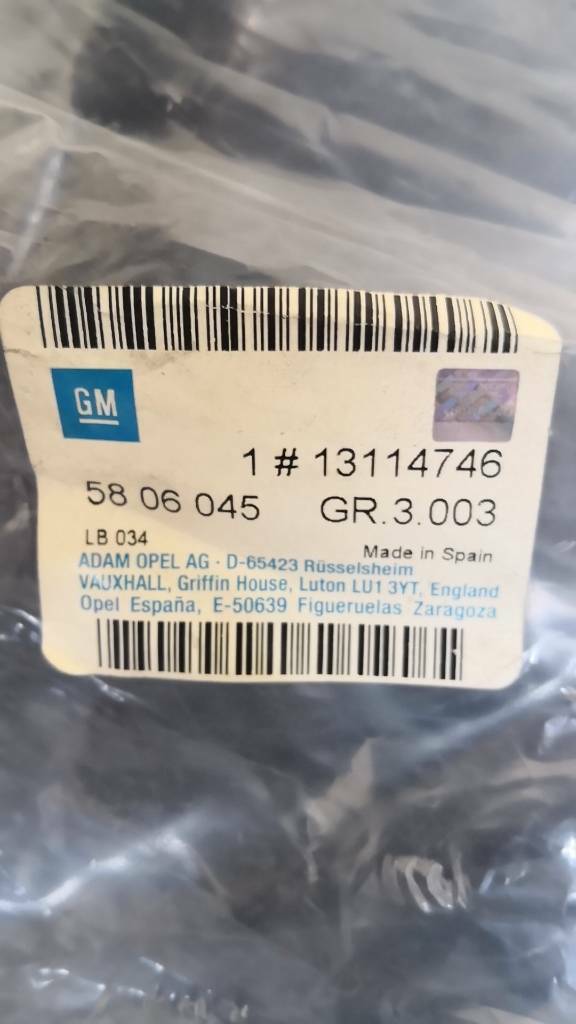 GM
1 # 13114746
58 06 045 GR.3.003
LB 034
Made in Spain
ADAM OPEL AG · D-65423 Rüsselsheim
VAUXHALL, Griffin House, Luton LU1 3YT, England
Opel España, E-50639 Figueruelas Zaragoza